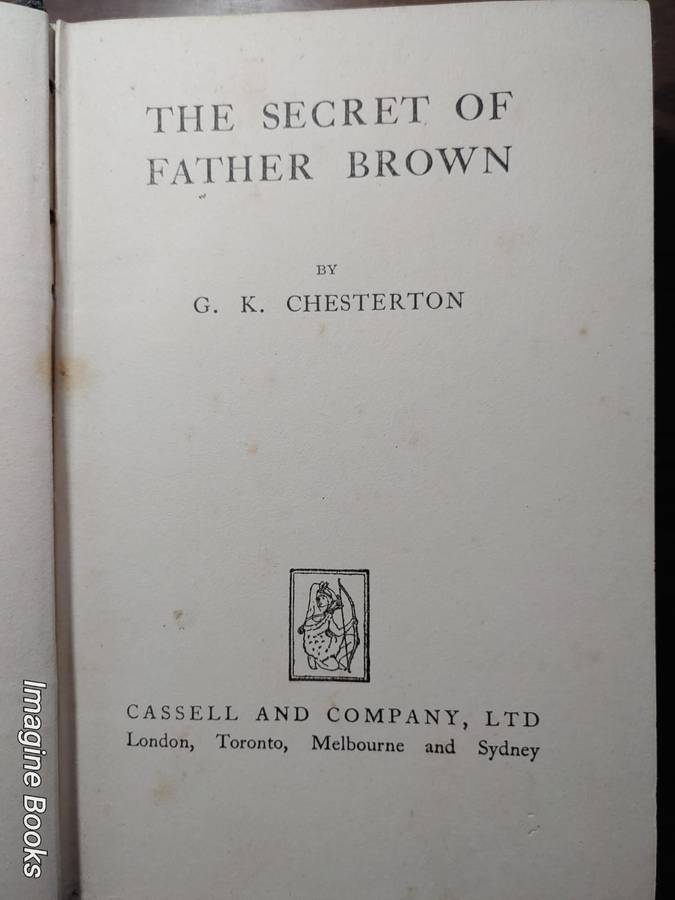 THE SECRET OF
FATHER BROWN
BY
G. K. CHESTERTON
CASSELL AND COMPANY, LTD
London, Toronto, Melbourne and Sydney
Imagine Books